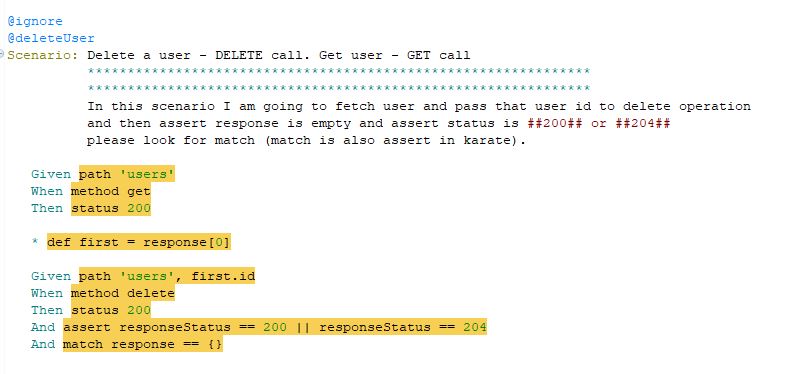 @ignore
@deleteUser
Scenario: Delete a user - DELETE call. Get user - GET call
***************************************************************
***************************************************************
In this scenario I am going to fetch user and pass that user id to delete operation
and then assert response is empty and assert status is ##200## or ##204##
please look for match (match is also assert in karate).
Given path 'users'
When method get
Then status 200
* def first = response[0]
Given path 'users', first.id
When method delete
Then status 200
And assert responseStatus == 200 || responseStatus == 204
And match response == {}